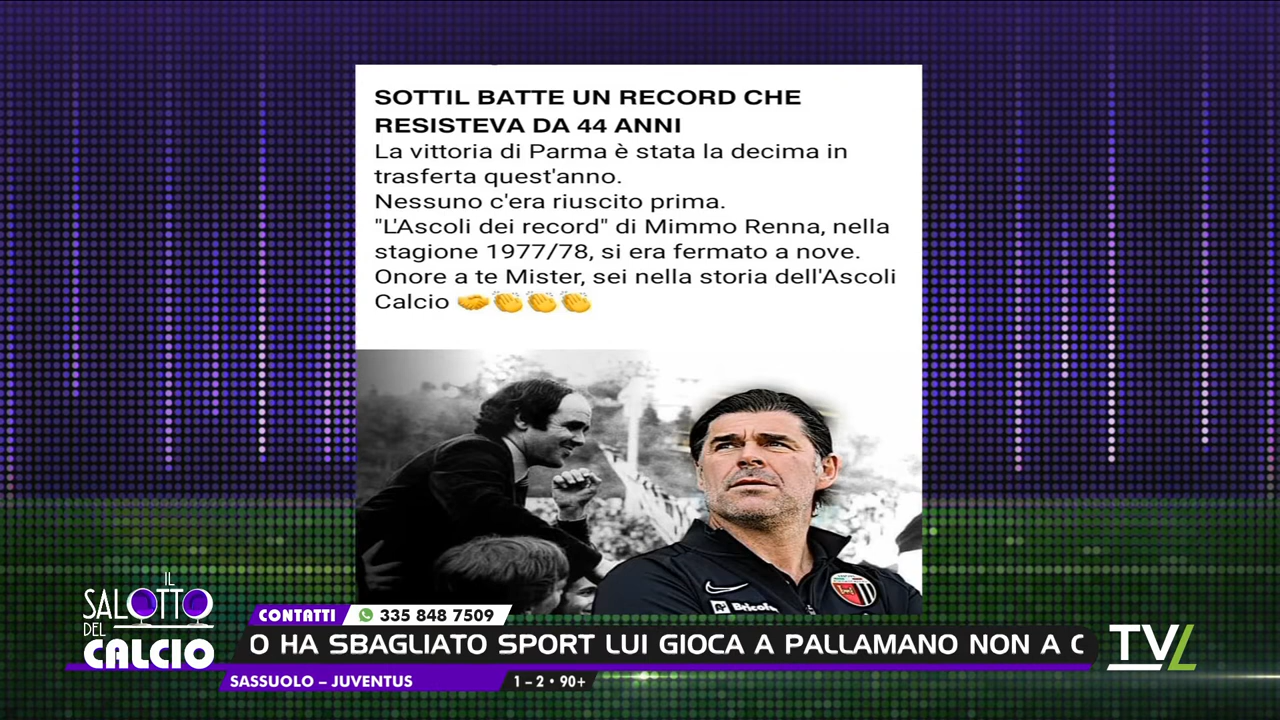 SOTTIL BATTE UN RECORD CHE
RESISTEVA DA 44 ANNI
La vittoria di Parma è stata la decima in
trasferta quest'anno.
Nessuno c'era riuscito prima.
"L'Ascoli dei record" di Mimmo Renna, nella
stagione 1977/78, si era fermato a nove.
Onore a te Mister, sei nella storia dell'Ascoli
Calcio 🤝👏👏👏
IL
SALOTTO
DEL
CALCIO
CONTATTI 335 848 7509
O HA SBAGLIATO SPORT LUI GIOCA A PALLAMANO NON A C
SASSUOLO – JUVENTUS 1 – 2 • 90+
TVL